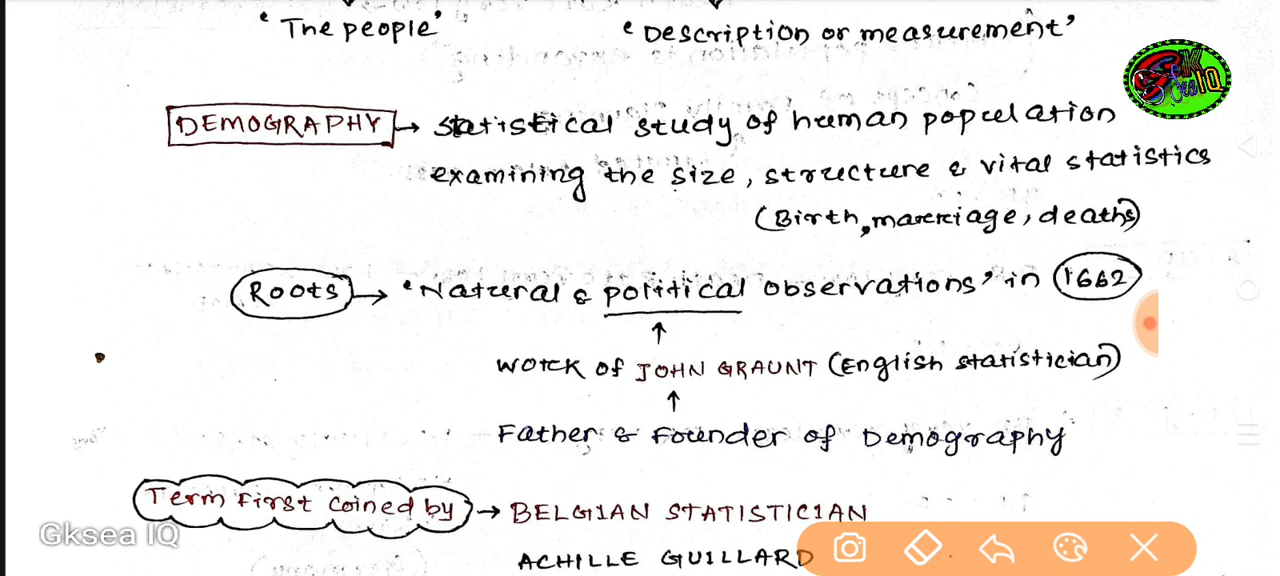 'The people'
'Description or measurement'
DEMOGRAPHY → statistical study of human population
examining the size, structure & vital statistics
(Birth, marriage, deaths)
Roots → 'Natural & political observations' in 1662
↑
WORK OF JOHN GRAUNT (English statistician)
↑
Father & Founder of Demography
Term First coined by → BELGIAN STATISTICIAN
Gksea IQ
ACHILLE GUILLARD